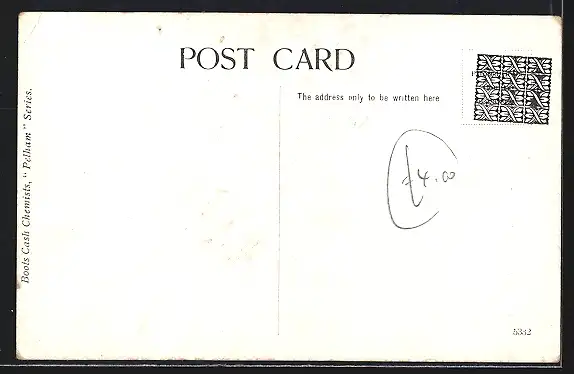 POST CARD
The address only to be written here
Boots Cash Chemists, "Pelham" Series.
£4.00
5342